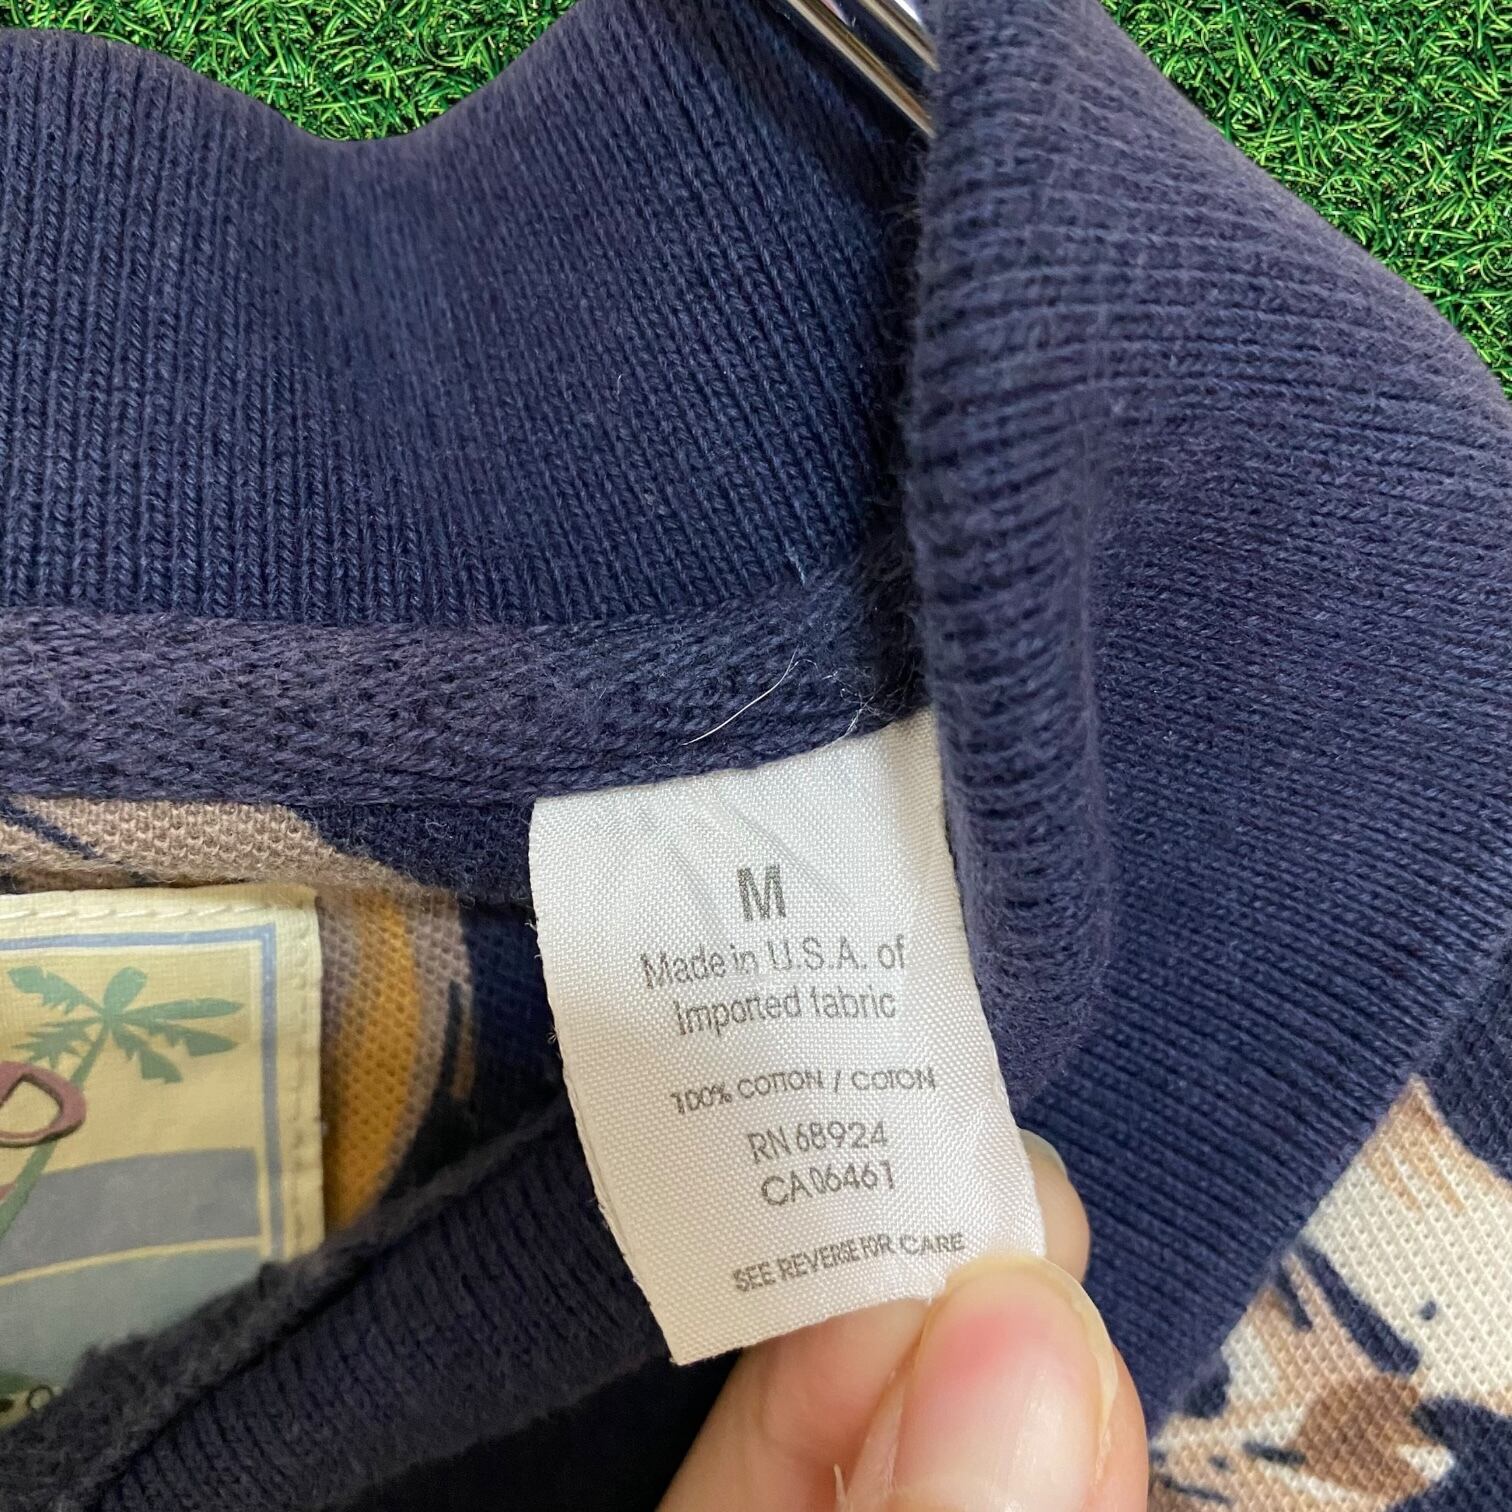 M
Made in U.S.A. of
Imported fabric
100% COTTON / COTON
RN 68924
CA 06461
SEE REVERSE FOR CARE